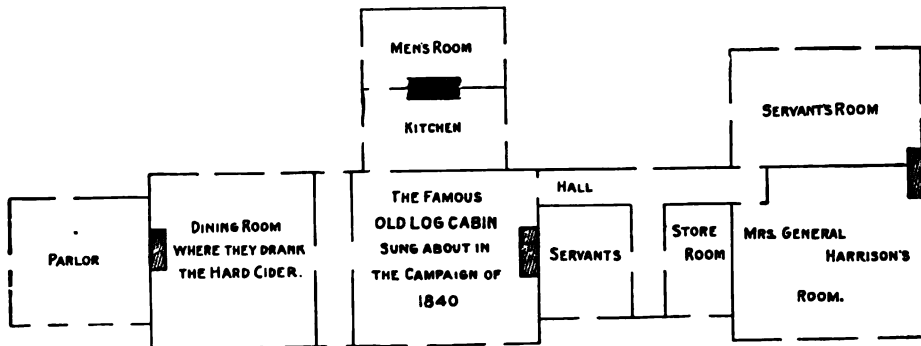 MEN'S ROOM
KITCHEN
SERVANT'S ROOM
PARLOR
DINING ROOM
WHERE THEY DRANK
THE HARD CIDER.
THE FAMOUS
OLD LOG CABIN
SUNG ABOUT IN
THE CAMPAIGN OF
1840
HALL
SERVANTS
STORE
ROOM
MRS. GENERAL
HARRISON'S
ROOM.